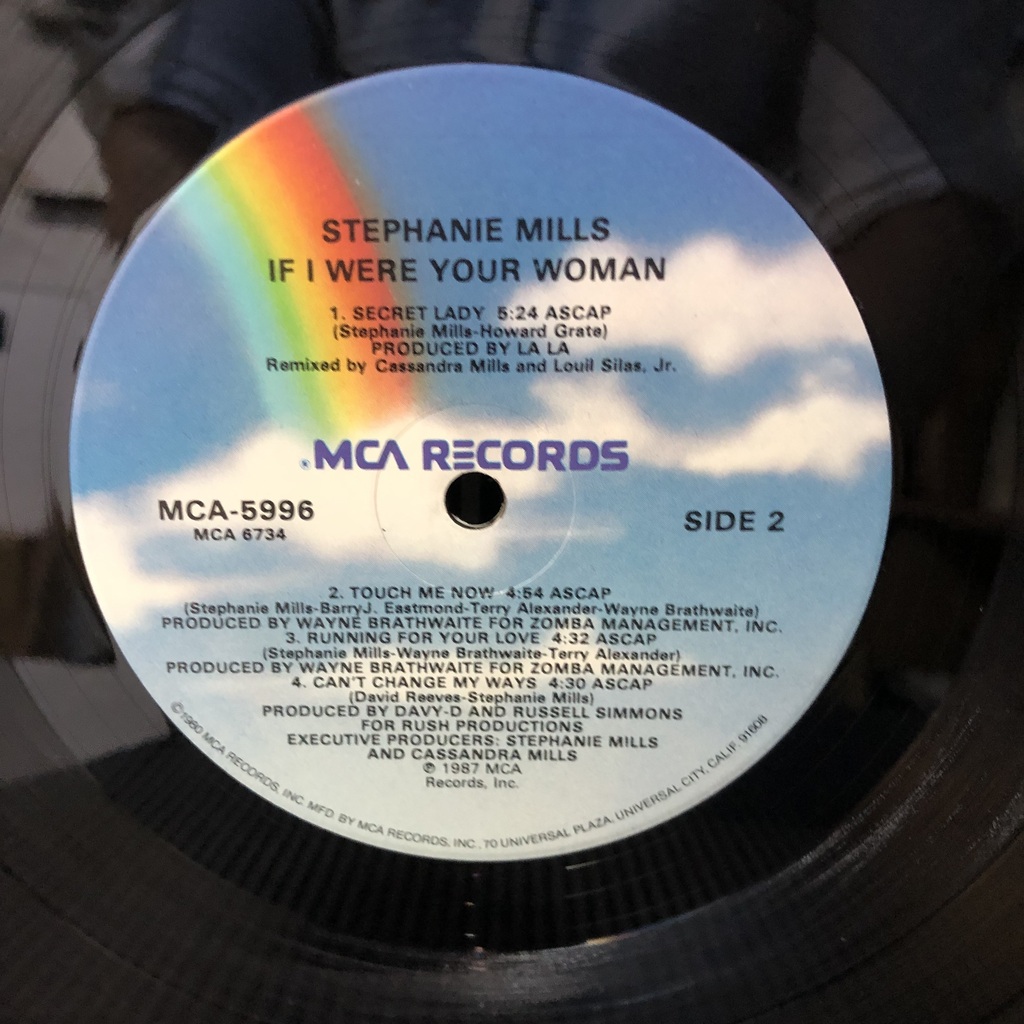 STEPHANIE MILLS
IF I WERE YOUR WOMAN
1. SECRET LADY 5:24 ASCAP
(Stephanie Mills-Howard Grate)
PRODUCED BY LA LA
Remixed by Cassandra Mills and Louil Silas, Jr.
MCA RECORDS
MCA-5996
MCA 6734
SIDE 2
2. TOUCH ME NOW 4:54 ASCAP
(Stephanie Mills-BarryJ. Eastmond-Terry Alexander-Wayne Brathwaite)
PRODUCED BY WAYNE BRATHWAITE FOR ZOMBA MANAGEMENT, INC.
3. RUNNING FOR YOUR LOVE 4:32 ASCAP
(Stephanie Mills-Wayne Brathwaite-Terry Alexander)
PRODUCED BY WAYNE BRATHWAITE FOR ZOMBA MANAGEMENT, INC.
4. CAN'T CHANGE MY WAYS 4:30 ASCAP
(David Reeves-Stephanie Mills)
PRODUCED BY DAVY-D AND RUSSELL SIMMONS
FOR RUSH PRODUCTIONS
EXECUTIVE PRODUCERS: STEPHANIE MILLS
AND CASSANDRA MILLS
℗ 1987 MCA
Records, Inc.
©1980 MCA RECORDS, INC. MFD. BY MCA RECORDS, INC., 70 UNIVERSAL PLAZA, UNIVERSAL CITY, CALIF. 91608